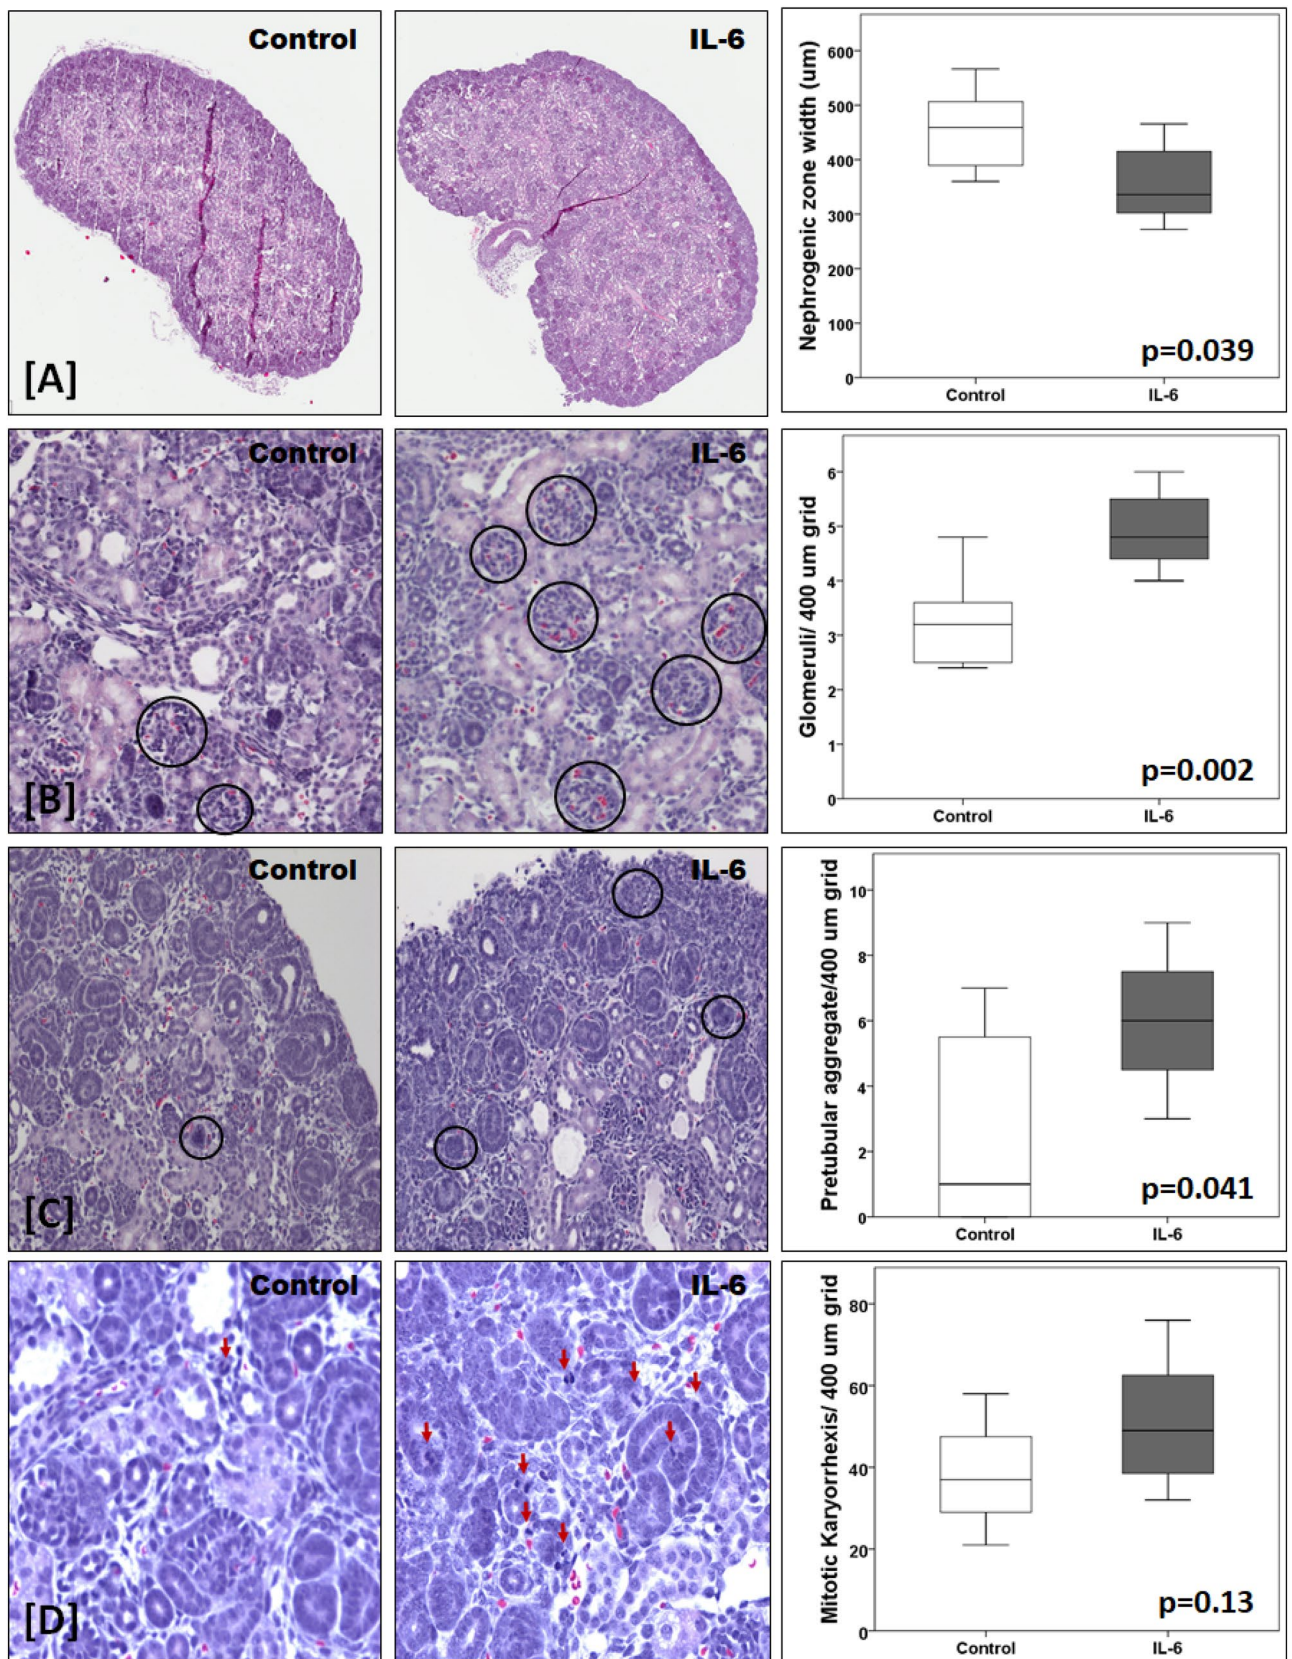 Control
IL-6
[A]
Nephrogenic zone width (um)
600
500
400
300
200
100
0
p=0.039
Control
IL-6
Control
IL-6
[B]
Glomeruli/ 400 um grid
6
5
4
3
2
1
0
p=0.002
Control
IL-6
Control
IL-6
[C]
Pretubular aggregate/400 um grid
10
8
6
4
2
0
p=0.041
Control
IL-6
Control
IL-6
[D]
Mitotic Karyorrhexis/ 400 um grid
80
60
40
20
0
p=0.13
Control
IL-6